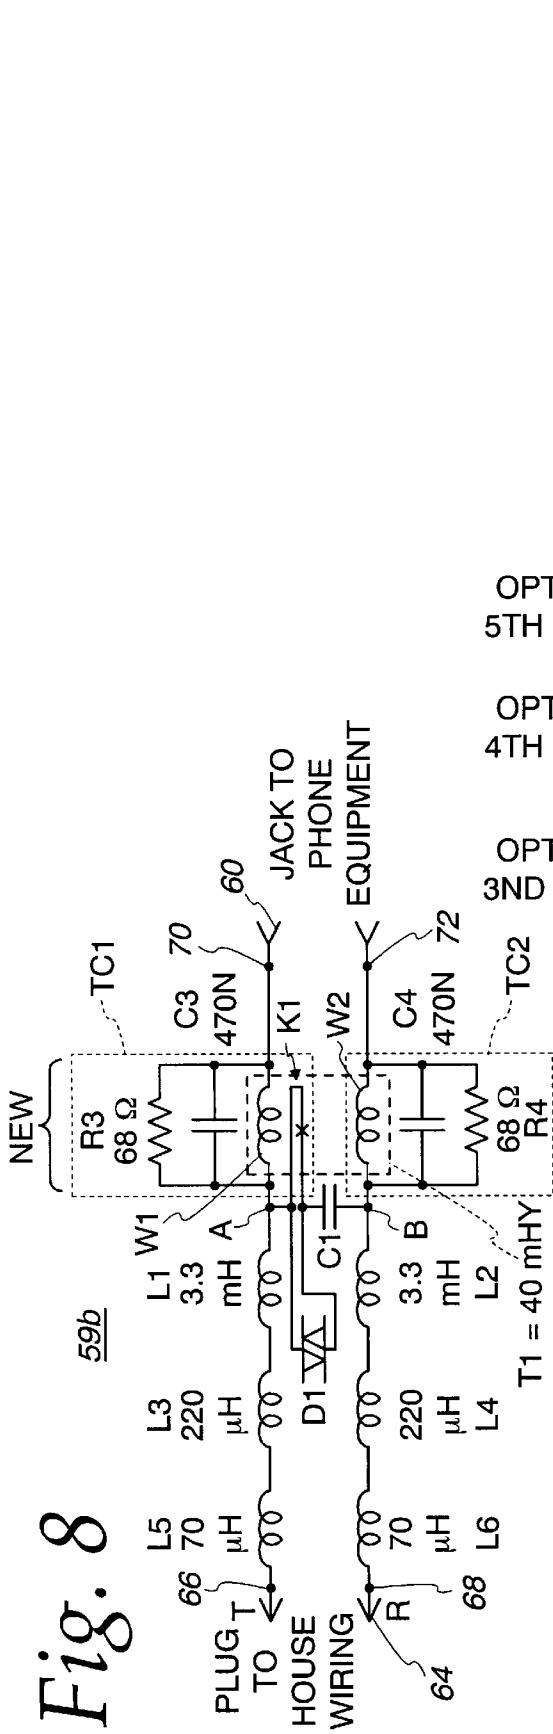 Fig. 8
59b
NEW
TC1
R3
68 Ω
C3
470N
70
60
JACK TO
PHONE
EQUIPMENT
K1
W2
W1
A
L1
3.3
mH
L3
220
μH
L5
70
μH
66
T
PLUG
TO
HOUSE
WIRING
R
64
68
D1
C1
B
3.3
mH
L2
220
μH
L4
70
μH
L6
C4
470N
72
TC2
68 Ω
R4
T1 = 40 mHY
OPT
5TH
OPT
4TH
OPT
3ND